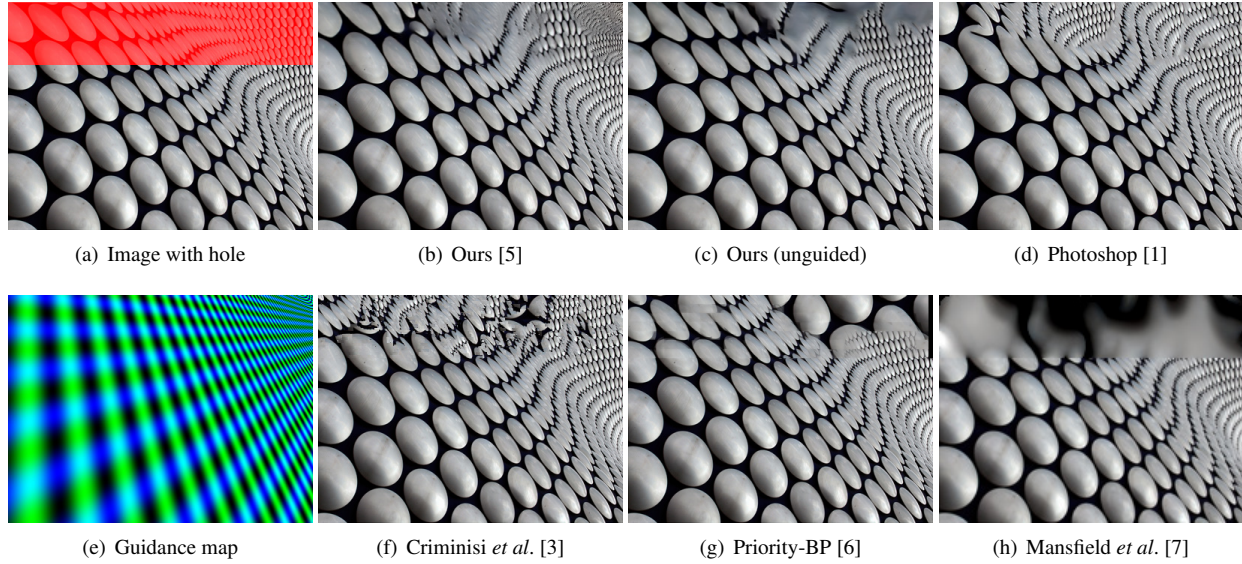 (a) Image with hole
(b) Ours [5]
(c) Ours (unguided)
(d) Photoshop [1]
(e) Guidance map
(f) Criminisi et al. [3]
(g) Priority-BP [6]
(h) Mansfield et al. [7]